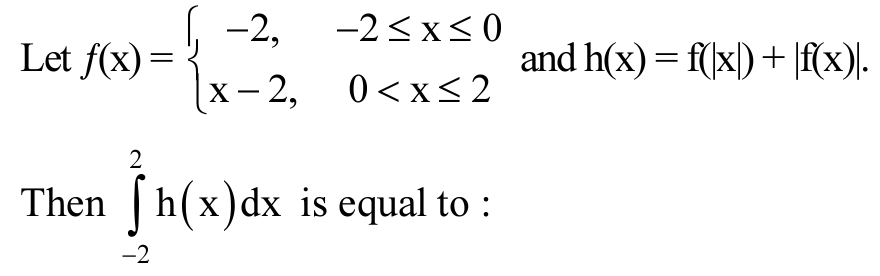 Let f(x) = { −2, −2 ≤ x ≤ 0
x − 2, 0 < x ≤ 2 and h(x) = f(|x|) + |f(x)|.
Then ∫_{−2}^{2} h(x)dx is equal to :